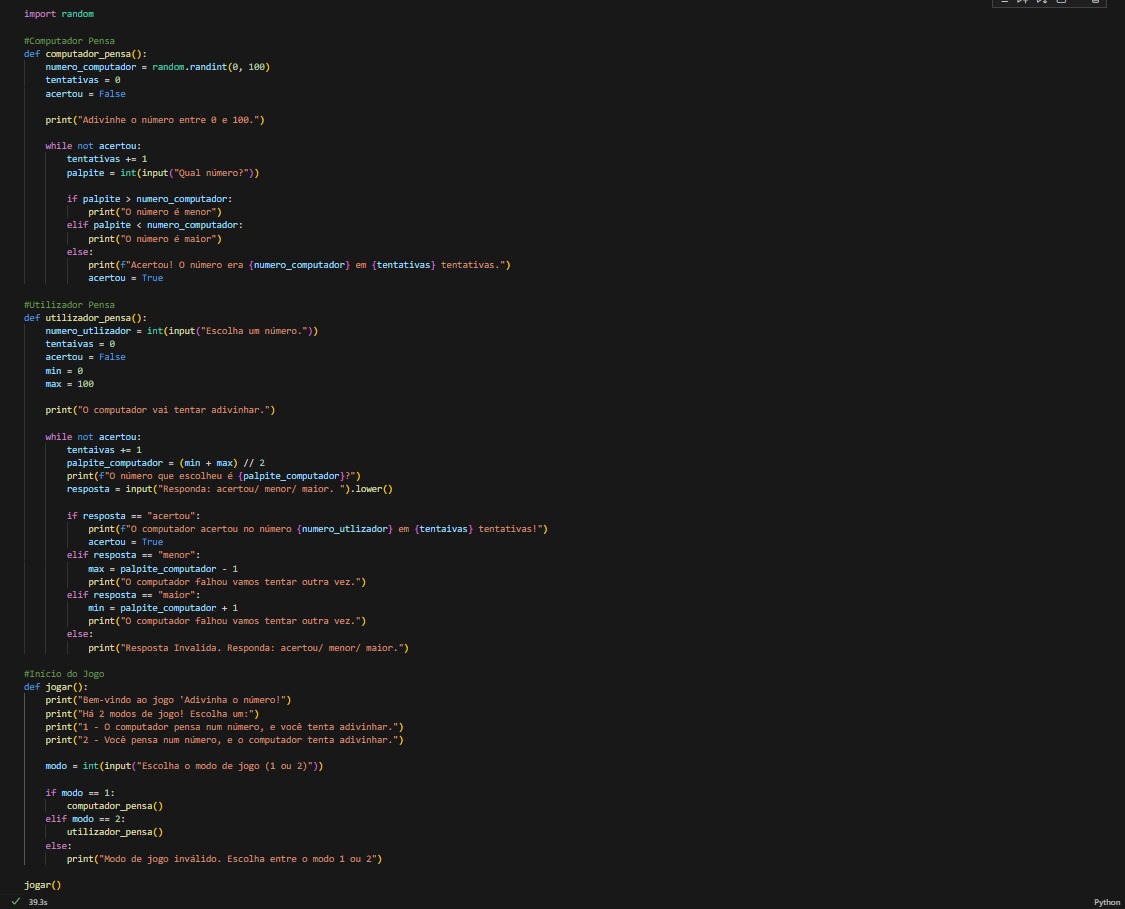 import random
#Computador Pensa
def computador_pensa():
numero_computador = random.randint(0, 100)
tentativas = 0
acertou = False
print("Adivinhe o número entre 0 e 100.")
while not acertou:
tentativas += 1
palpite = int(input("Qual número?"))
if palpite > numero_computador:
print("O número é menor")
elif palpite < numero_computador:
print("O número é maior")
else:
print(f"Acertou! O número era {numero_computador} em {tentativas} tentativas.")
acertou = True
#Utilizador Pensa
def utilizador_pensa():
numero_utlizador = int(input("Escolha um número."))
tentaivas = 0
acertou = False
min = 0
max = 100
print("O computador vai tentar adivinhar.")
while not acertou:
tentaivas += 1
palpite_computador = (min + max) // 2
print(f"O número que escolheu é {palpite_computador}?")
resposta = input("Responda: acertou/ menor/ maior. ").lower()
if resposta == "acertou":
print(f"O computador acertou no número {numero_utlizador} em {tentaivas} tentativas!")
acertou = True
elif resposta == "menor":
max = palpite_computador - 1
print("O computador falhou vamos tentar outra vez.")
elif resposta == "maior":
min = palpite_computador + 1
print("O computador falhou vamos tentar outra vez.")
else:
print("Resposta Invalida. Responda: acertou/ menor/ maior.")
#Início do Jogo
def jogar():
print("Bem-vindo ao jogo 'Adivinha o número!")
print("Há 2 modos de jogo! Escolha um:")
print("1 - O computador pensa num número, e você tenta adivinhar.")
print("2 - Você pensa num número, e o computador tenta adivinhar.")
modo = int(input("Escolha o modo de jogo (1 ou 2)"))
if modo == 1:
computador_pensa()
elif modo == 2:
utilizador_pensa()
else:
print("Modo de jogo inválido. Escolha entre o modo 1 ou 2")
jogar()
39.3s
Python